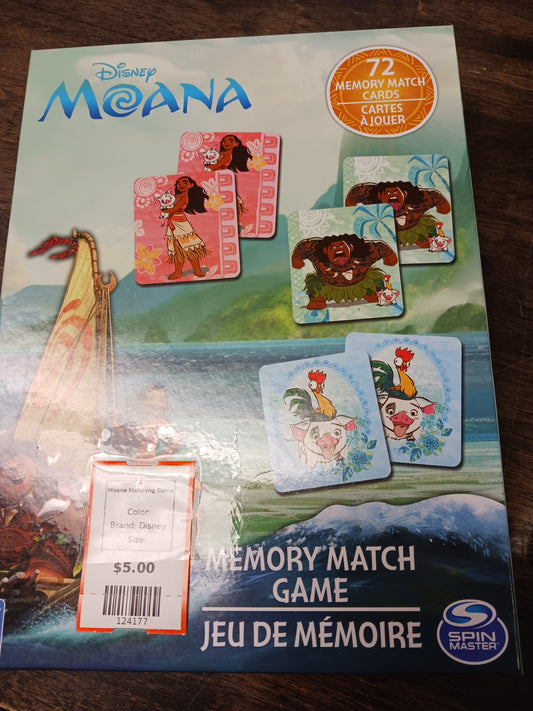 Disney
MOANA
72
MEMORY MATCH
CARDS
CARTES
À JOUER
Moana Matching Game
Color:
Brand: Disney
Size:
$5.00
124177
MEMORY MATCH
GAME
JEU DE MÉMOIRE
SPIN
MASTER